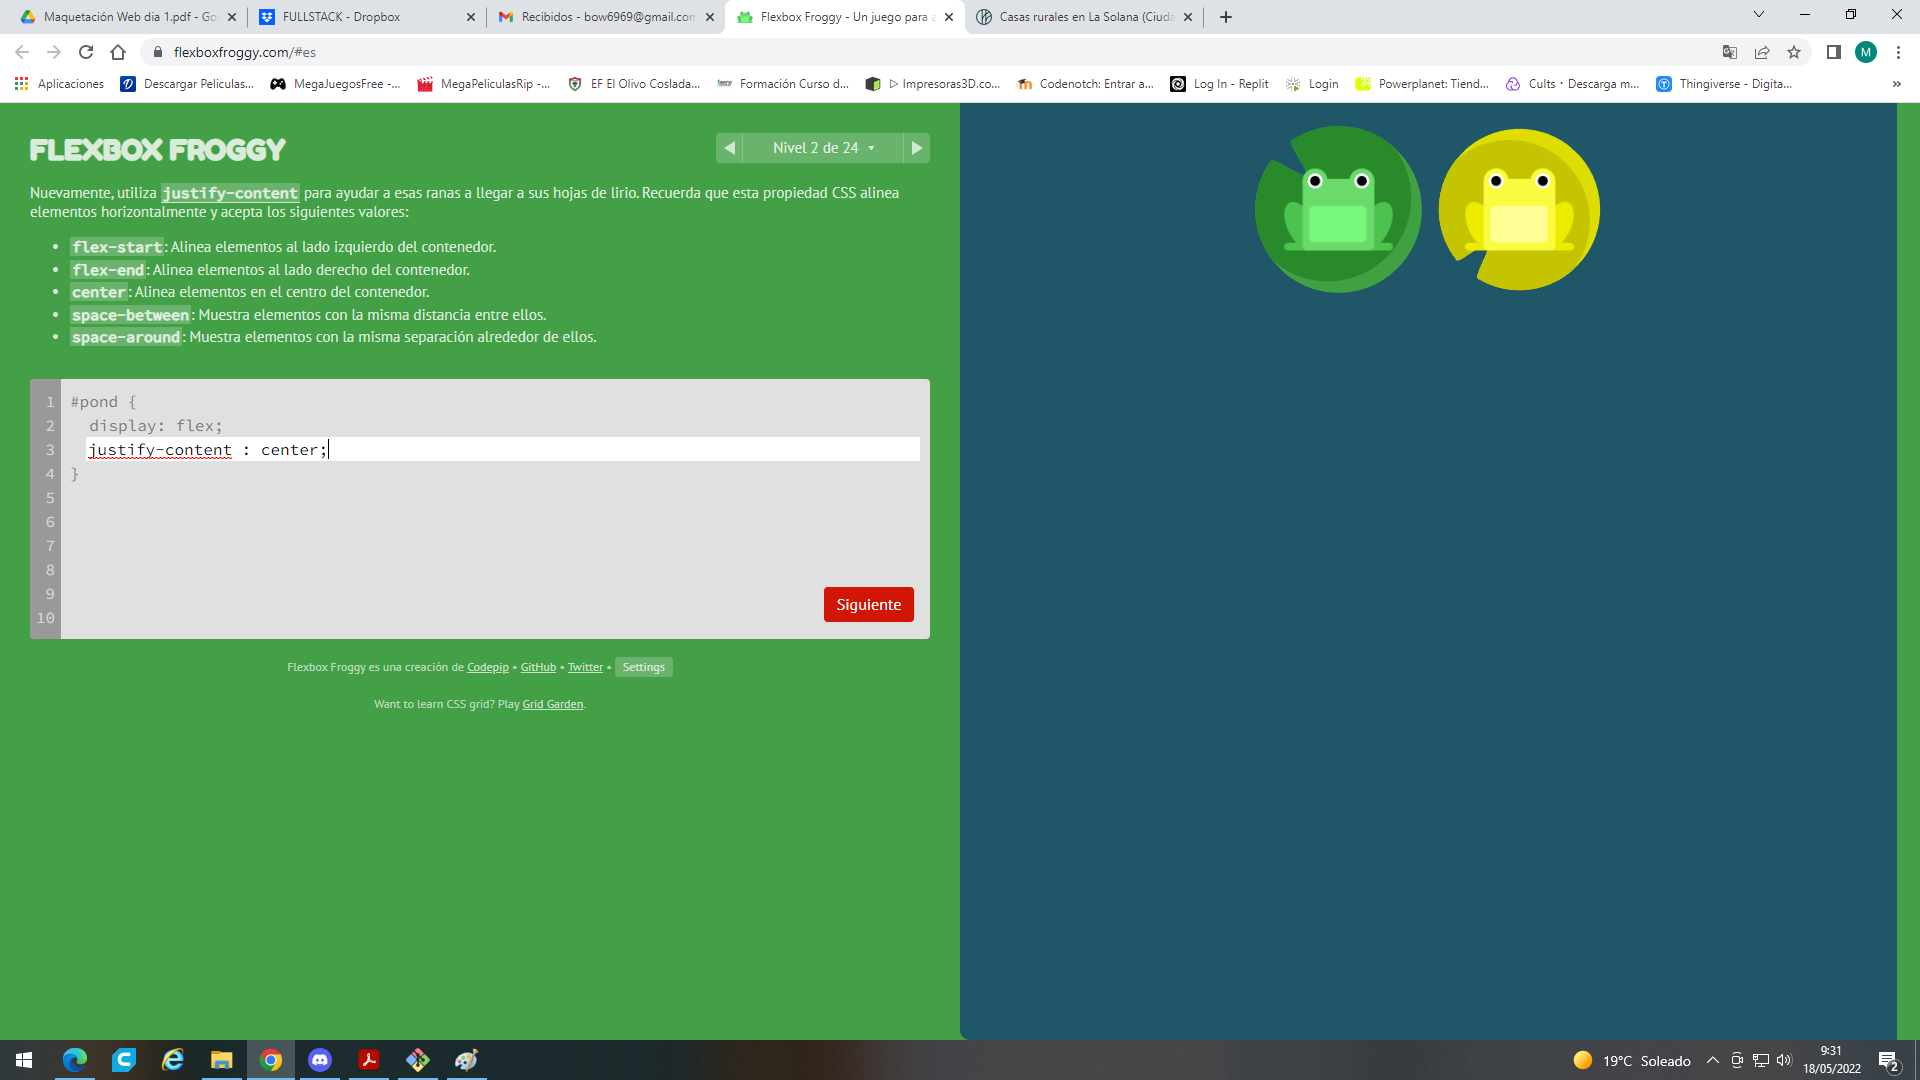 Maquetación Web dia 1.pdf - Go
FULLSTACK - Dropbox
Recibidos - bow6969@gmail.com
Flexbox Froggy - Un juego para a
Casas rurales en La Solana (Ciuda
flexboxfroggy.com/#es
M
Aplicaciones
Descargar Peliculas...
MegaJuegosFree -...
MegaPeliculasRip -...
EF El Olivo Coslada...
Formación Curso d...
▷ Impresoras3D.co...
Codenotch: Entrar a...
Log In - Replit
Login
Powerplanet: Tiend...
Cults・Descarga m...
Thingiverse - Digita...
»
FLEXBOX FROGGY
Nivel 2 de 24
Nuevamente, utiliza justify-content para ayudar a esas ranas a llegar a sus hojas de lirio. Recuerda que esta propiedad CSS alinea
elementos horizontalmente y acepta los siguientes valores:
• flex-start: Alinea elementos al lado izquierdo del contenedor.
• flex-end: Alinea elementos al lado derecho del contenedor.
• center: Alinea elementos en el centro del contenedor.
• space-between: Muestra elementos con la misma distancia entre ellos.
• space-around: Muestra elementos con la misma separación alrededor de ellos.
1 #pond {
2 display: flex;
3 justify-content : center;
4 }
5
6
7
8
9
10
Siguiente
Flexbox Froggy es una creación de Codepip • GitHub • Twitter • Settings
Want to learn CSS grid? Play Grid Garden.
19°C Soleado
9:31
18/05/2022
2